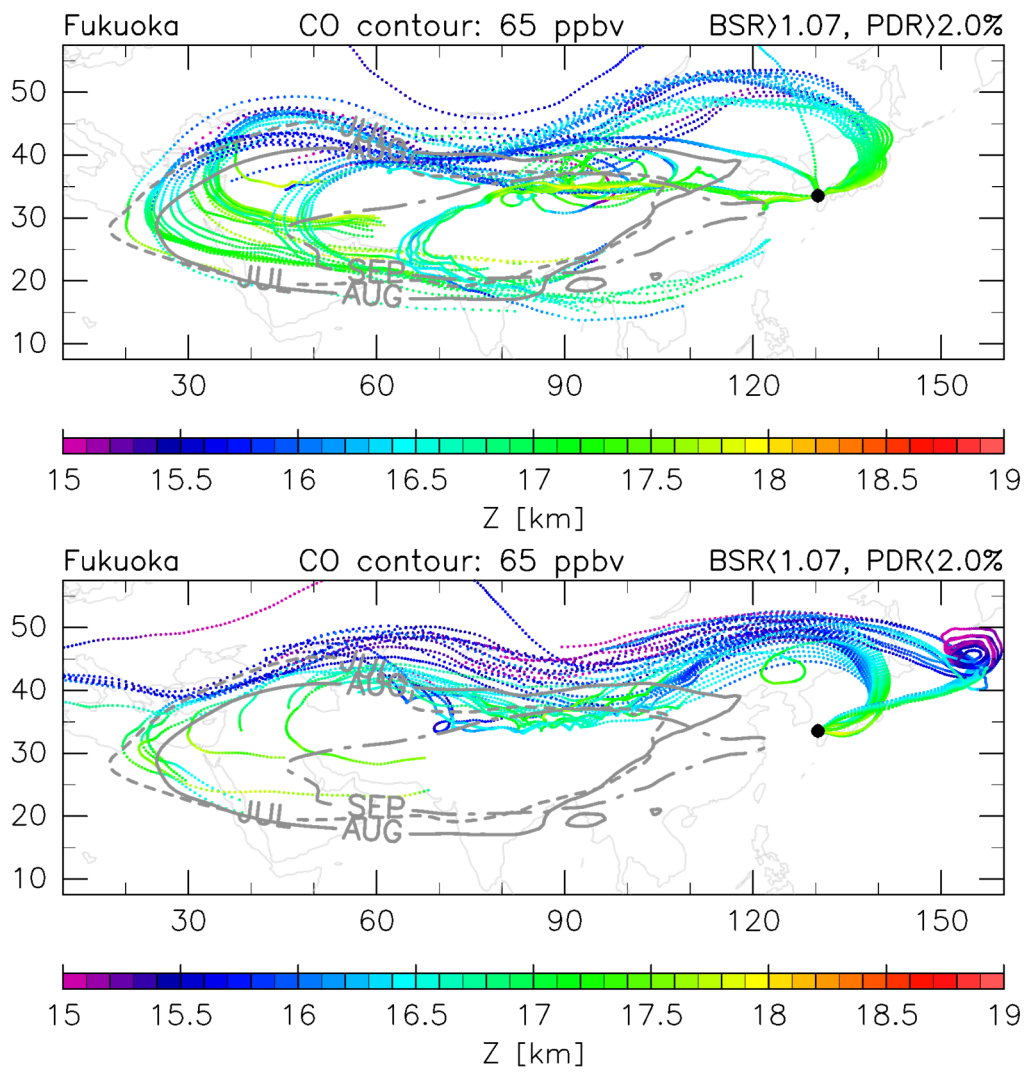 Fukuoka CO contour: 65 ppbv BSR>1.07, PDR>2.0%
50
40
30
20
10
JUL
AUG
SEP
JUL
AUG
30 60 90 120 150
15 15.5 16 16.5 17 17.5 18 18.5 19
Z [km]
Fukuoka CO contour: 65 ppbv BSR<1.07, PDR<2.0%
50
40
30
20
10
JUL
AUG
SEP
JUL
AUG
30 60 90 120 150
15 15.5 16 16.5 17 17.5 18 18.5 19
Z [km]